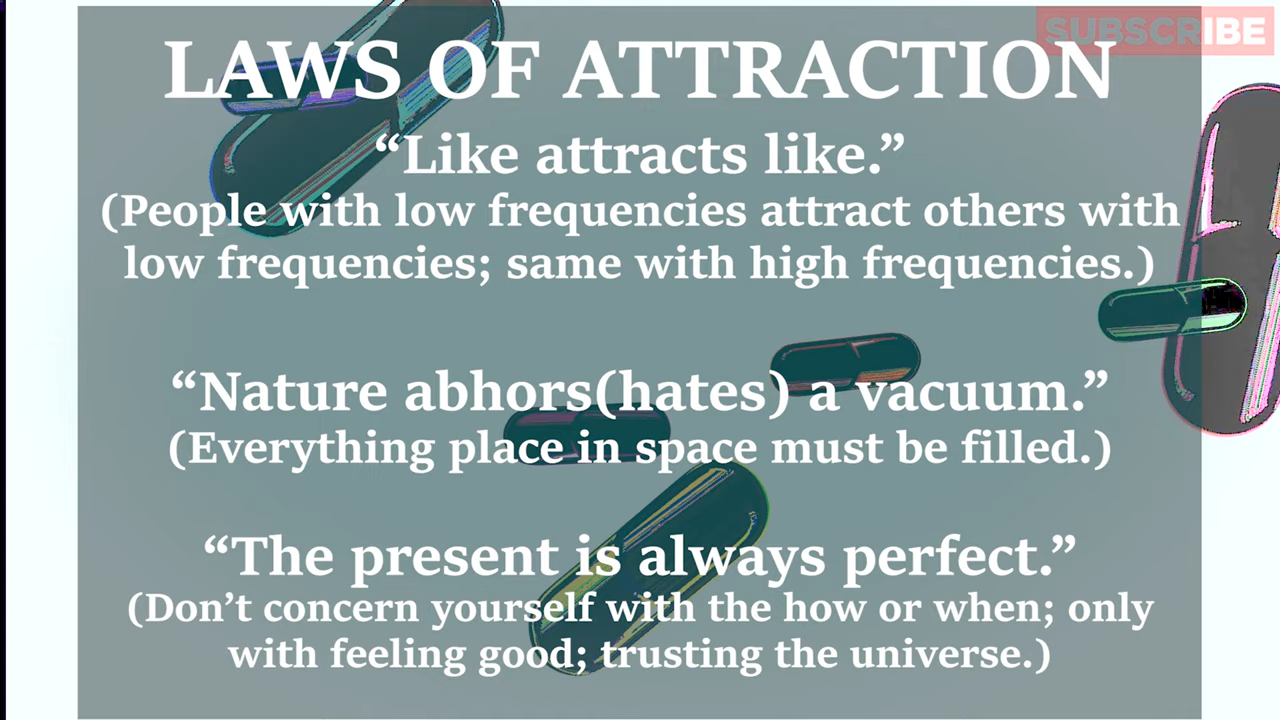 SUBSCRIBE
LAWS OF ATTRACTION
“Like attracts like.”
(People with low frequencies attract others with
low frequencies; same with high frequencies.)
“Nature abhors(hates) a vacuum.”
(Everything place in space must be filled.)
“The present is always perfect.”
(Don’t concern yourself with the how or when; only
with feeling good; trusting the universe.)